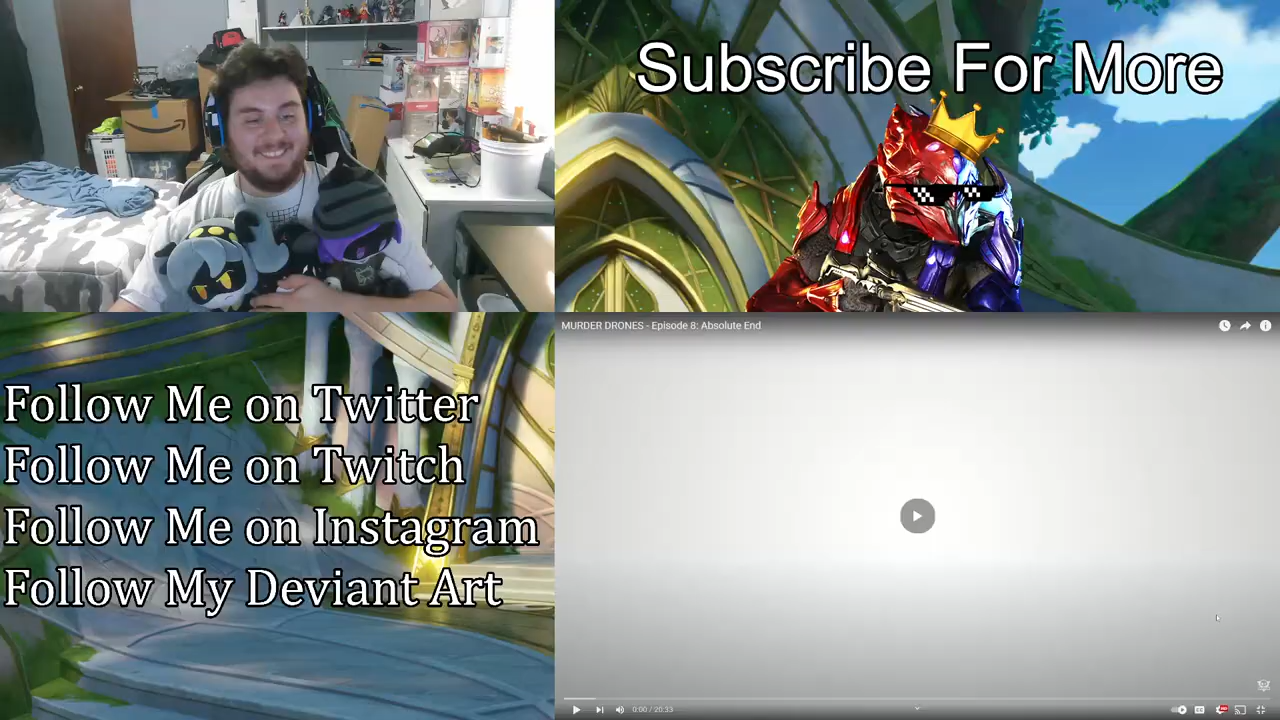 Subscribe For More
MURDER DRONES - Episode 8: Absolute End
Follow Me on Twitter
Follow Me on Twitch
Follow Me on Instagram
Follow My Deviant Art
0:00 / 20:33